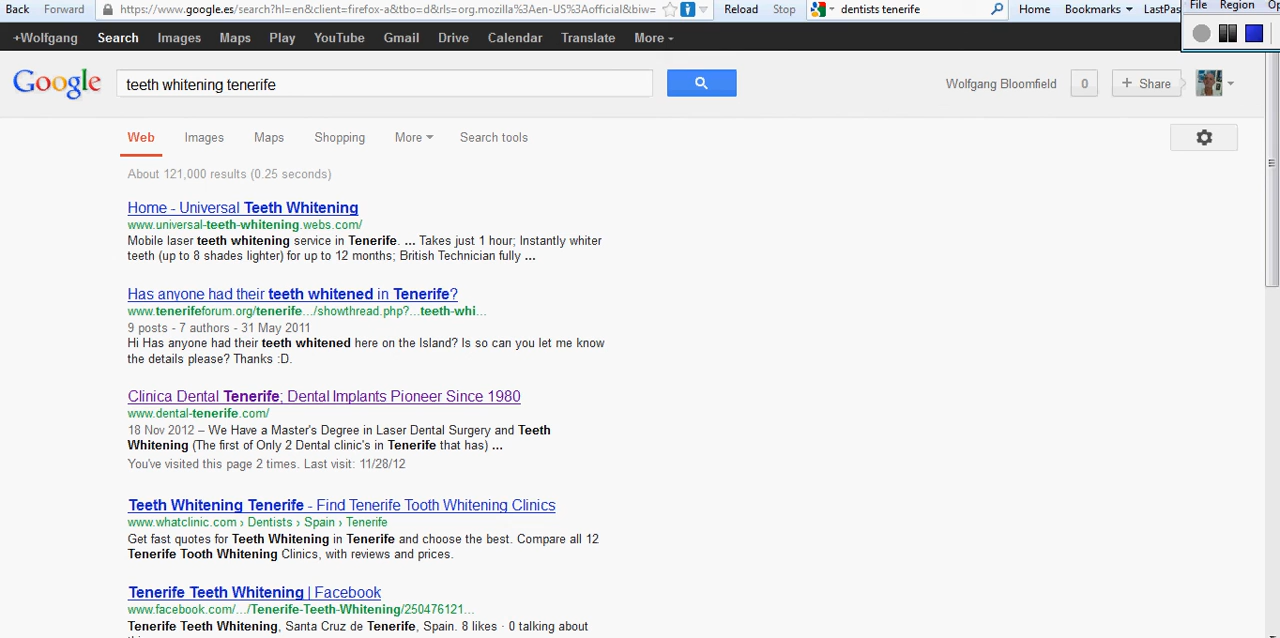 Back Forward https://www.google.es/search?hl=en&client=firefox-a&tbo=d&rls=org.mozilla%3Aen-US%3Aofficial&biw= Reload Stop dentists tenerife Home Bookmarks LastPas File Region Op
+Wolfgang Search Images Maps Play YouTube Gmail Drive Calendar Translate More
Google teeth whitening tenerife Wolfgang Bloomfield 0 + Share
Web Images Maps Shopping More Search tools
About 121,000 results (0.25 seconds)
Home - Universal Teeth Whitening
www.universal-teeth-whitening.webs.com/
Mobile laser teeth whitening service in Tenerife. ... Takes just 1 hour; Instantly whiter
teeth (up to 8 shades lighter) for up to 12 months; British Technician fully ...
Has anyone had their teeth whitened in Tenerife?
www.tenerifeforum.org/tenerife.../showthread.php?...teeth-whi...
9 posts - 7 authors - 31 May 2011
Hi Has anyone had their teeth whitened here on the Island? Is so can you let me know
the details please? Thanks :D.
Clinica Dental Tenerife; Dental Implants Pioneer Since 1980
www.dental-tenerife.com/
18 Nov 2012 – We Have a Master's Degree in Laser Dental Surgery and Teeth
Whitening (The first of Only 2 Dental clinic's in Tenerife that has) ...
You've visited this page 2 times. Last visit: 11/28/12
Teeth Whitening Tenerife - Find Tenerife Tooth Whitening Clinics
www.whatclinic.com › Dentists › Spain › Tenerife
Get fast quotes for Teeth Whitening in Tenerife and choose the best. Compare all 12
Tenerife Tooth Whitening Clinics, with reviews and prices.
Tenerife Teeth Whitening | Facebook
www.facebook.com/.../Tenerife-Teeth-Whitening/250476121...
Tenerife Teeth Whitening, Santa Cruz de Tenerife, Spain. 8 likes · 0 talking about